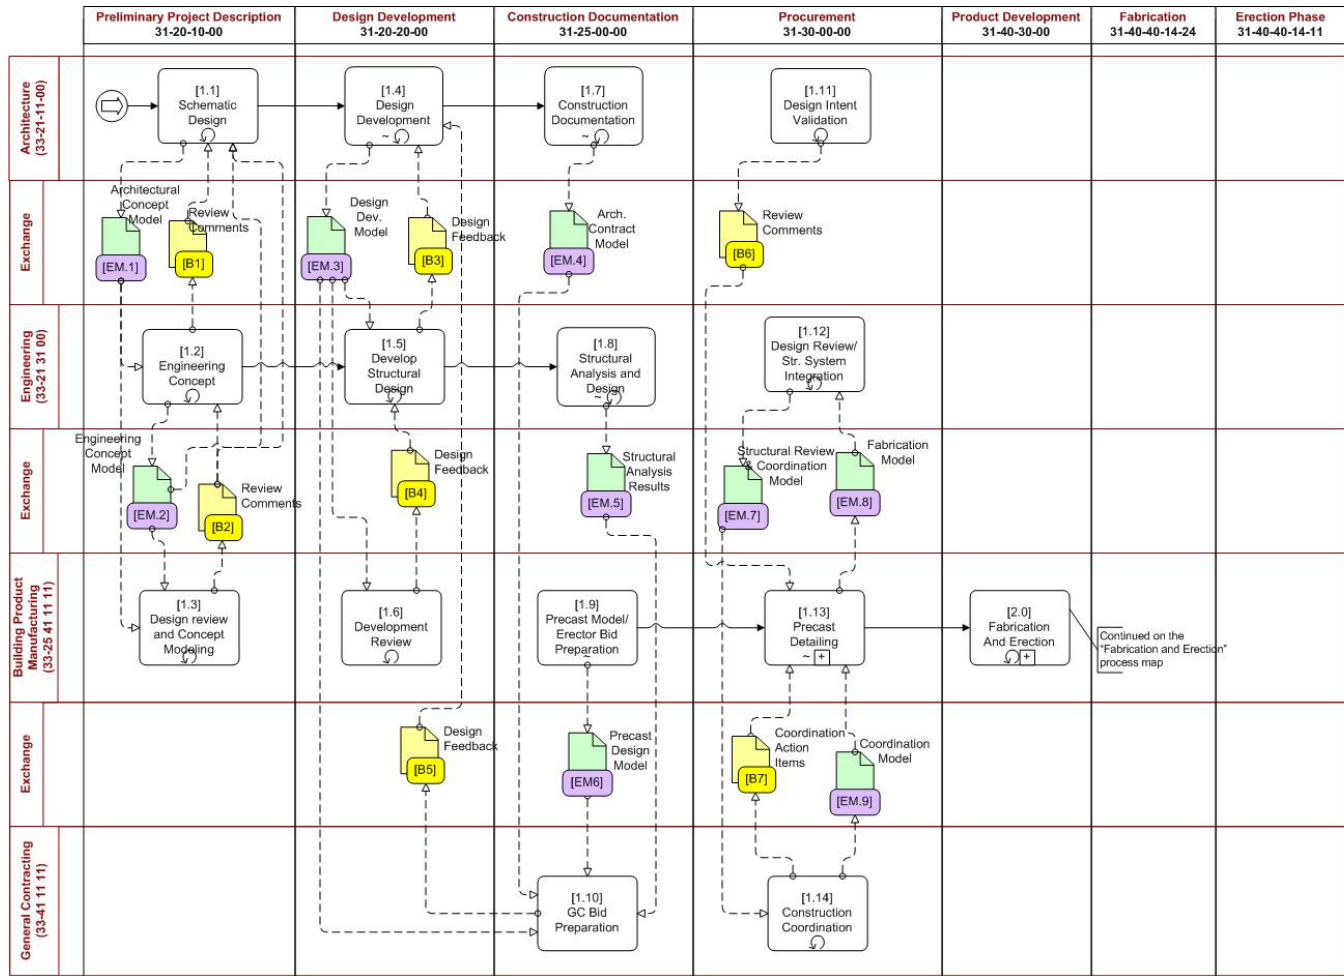 Preliminary Project Description
31-20-10-00
Design Development
31-20-20-00
Construction Documentation
31-25-00-00
Procurement
31-30-00-00
Product Development
31-40-30-00
Fabrication
31-40-40-14-24
Erection Phase
31-40-40-14-11
Architecture
(33-21-11-00)
[1.1]
Schematic
Design
[1.4]
Design
Development
~
[1.7]
Construction
Documentation
~
[1.11]
Design Intent
Validation
Exchange
Architectural
Concept
Model
[EM.1]
Review
Comments
[B1]
Design
Dev.
Model
[EM.3]
Design
Feedback
[B3]
Arch.
Contract
Model
[EM.4]
Review
Comments
[B6]
Engineering
(33-21 31 00)
[1.2]
Engineering
Concept
[1.5]
Develop
Structural
Design
[1.8]
Structural
Analysis and
Design
~
[1.12]
Design Review/
Str. System
Integration
Exchange
Engineering
Concept
Model
[EM.2]
Review
Comments
[B2]
Design
Feedback
[B4]
Structural
Analysis
Results
[EM.5]
Structural Review
& Coordination
Model
[EM.7]
Fabrication
Model
[EM.8]
Building Product
Manufacturing
(33-25 41 11 11)
[1.3]
Design review
and Concept
Modeling
[1.6]
Development
Review
[1.9]
Precast Model/
Erector Bid
Preparation
~
[1.13]
Precast
Detailing
~ +
[2.0]
Fabrication
And Erection
+
Continued on the
"Fabrication and Erection"
process map
Exchange
Design
Feedback
[B5]
Precast
Design
Model
[EM6]
Coordination
Action
Items
[B7]
Coordination
Model
[EM.9]
General Contracting
(33-41 11 11)
[1.10]
GC Bid
Preparation
[1.14]
Construction
Coordination